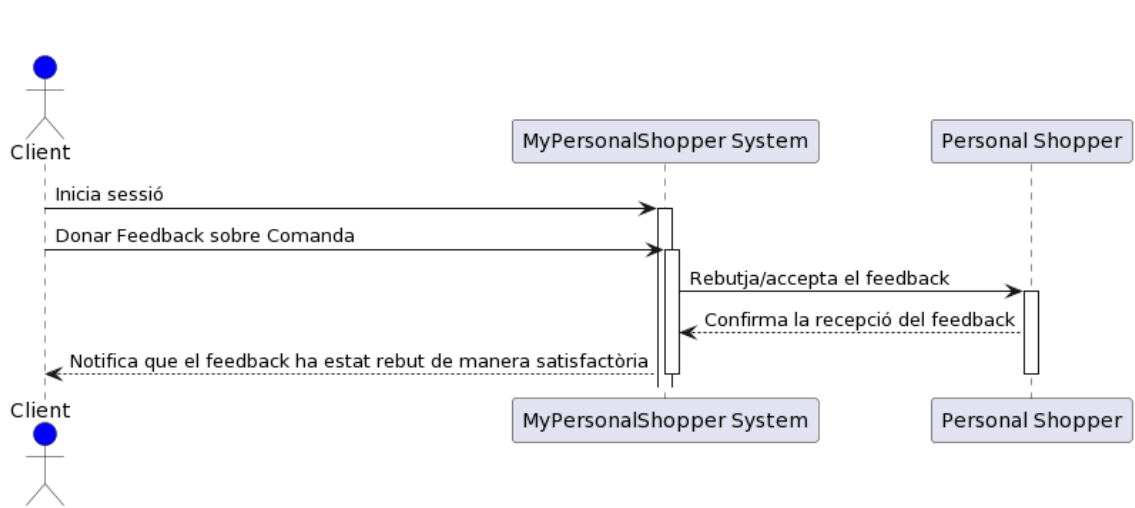 Client
MyPersonalShopper System
Personal Shopper
Inicia sessió
Donar Feedback sobre Comanda
Rebutja/accepta el feedback
Confirma la recepció del feedback
Notifica que el feedback ha estat rebut de manera satisfactòria
Client
MyPersonalShopper System
Personal Shopper